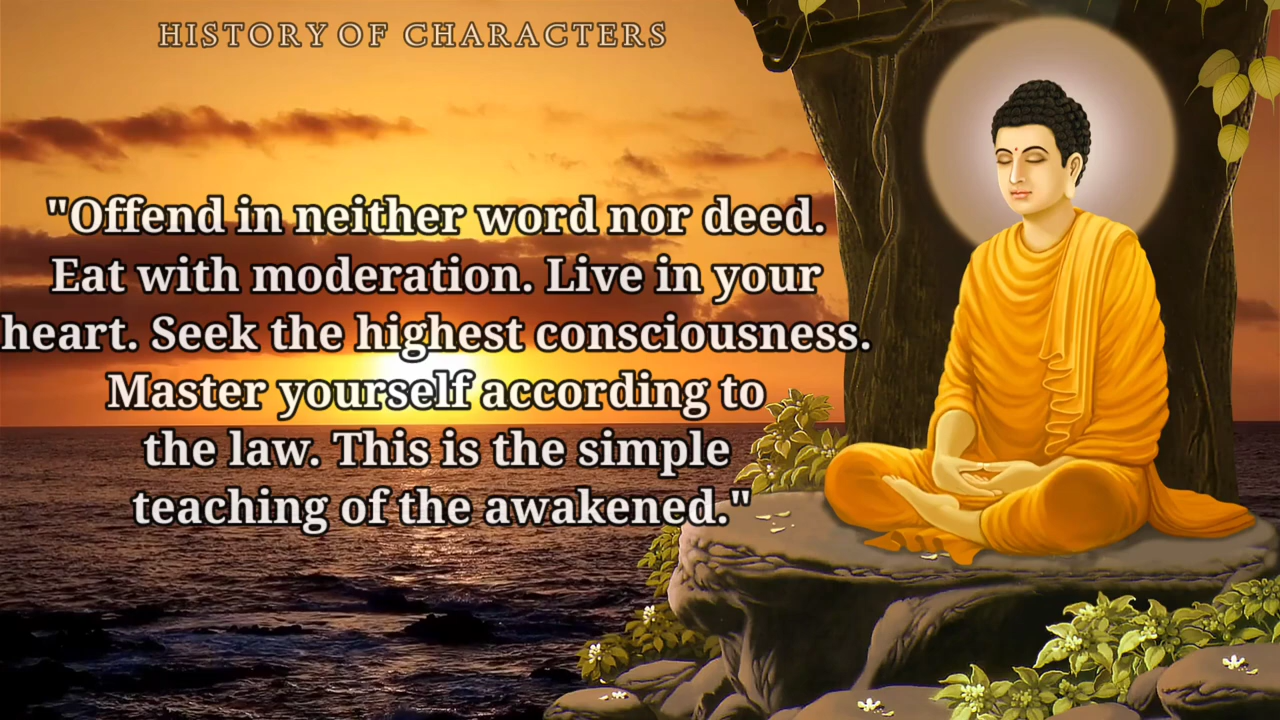 HISTORY OF CHARACTERS
"Offend in neither word nor deed.
Eat with moderation. Live in your
heart. Seek the highest consciousness.
Master yourself according to
the law. This is the simple
teaching of the awakened."